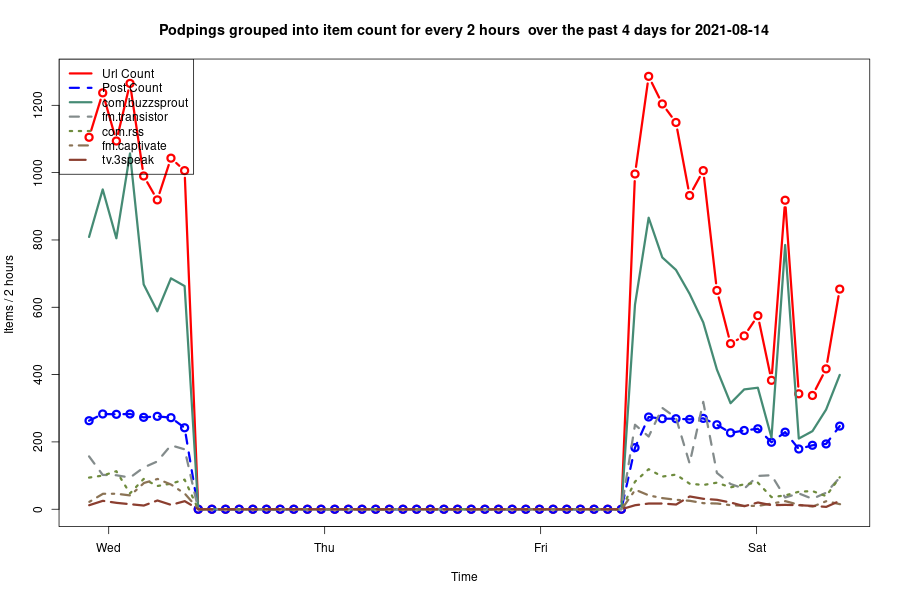 Podpings grouped into item count for every 2 hours  over the past 4 days for 2021-08-14
Url Count
Post Count
com.buzzsprout
fm.transistor
com.rss
fm.captivate
tv.3speak
Items / 2 hours
0
200
400
600
800
1000
1200
Wed
Thu
Fri
Sat
Time